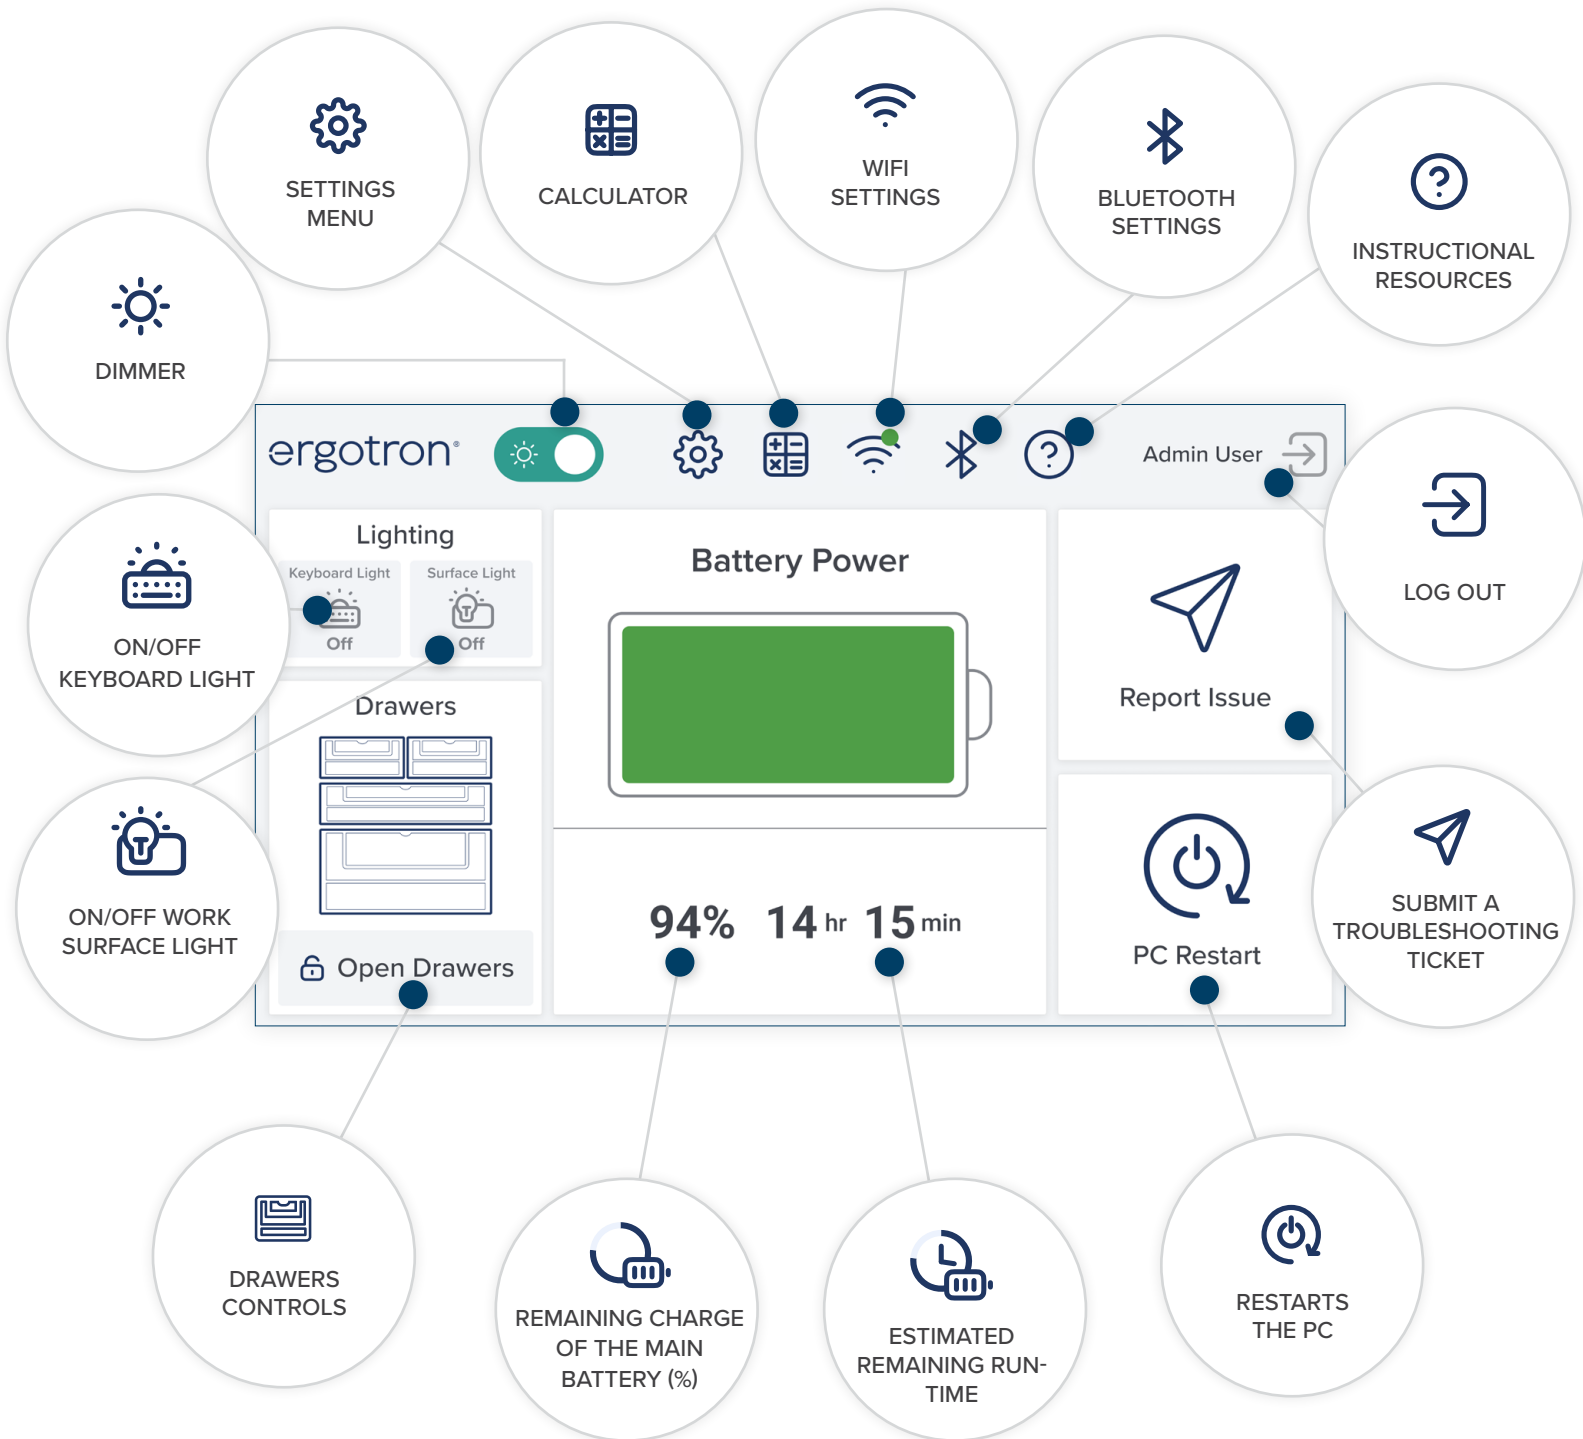 SETTINGS
MENU
CALCULATOR
WIFI
SETTINGS
BLUETOOTH
SETTINGS
INSTRUCTIONAL
RESOURCES
DIMMER
ergotron®
Admin User
LOG OUT
Lighting
Keyboard Light
Off
Surface Light
Off
ON/OFF
KEYBOARD LIGHT
Battery Power
Report Issue
Drawers
ON/OFF WORK
SURFACE LIGHT
Open Drawers
94% 14 hr 15 min
PC Restart
SUBMIT A
TROUBLESHOOTING
TICKET
DRAWERS
CONTROLS
REMAINING CHARGE
OF THE MAIN
BATTERY (%)
ESTIMATED
REMAINING RUN-
TIME
RESTARTS
THE PC